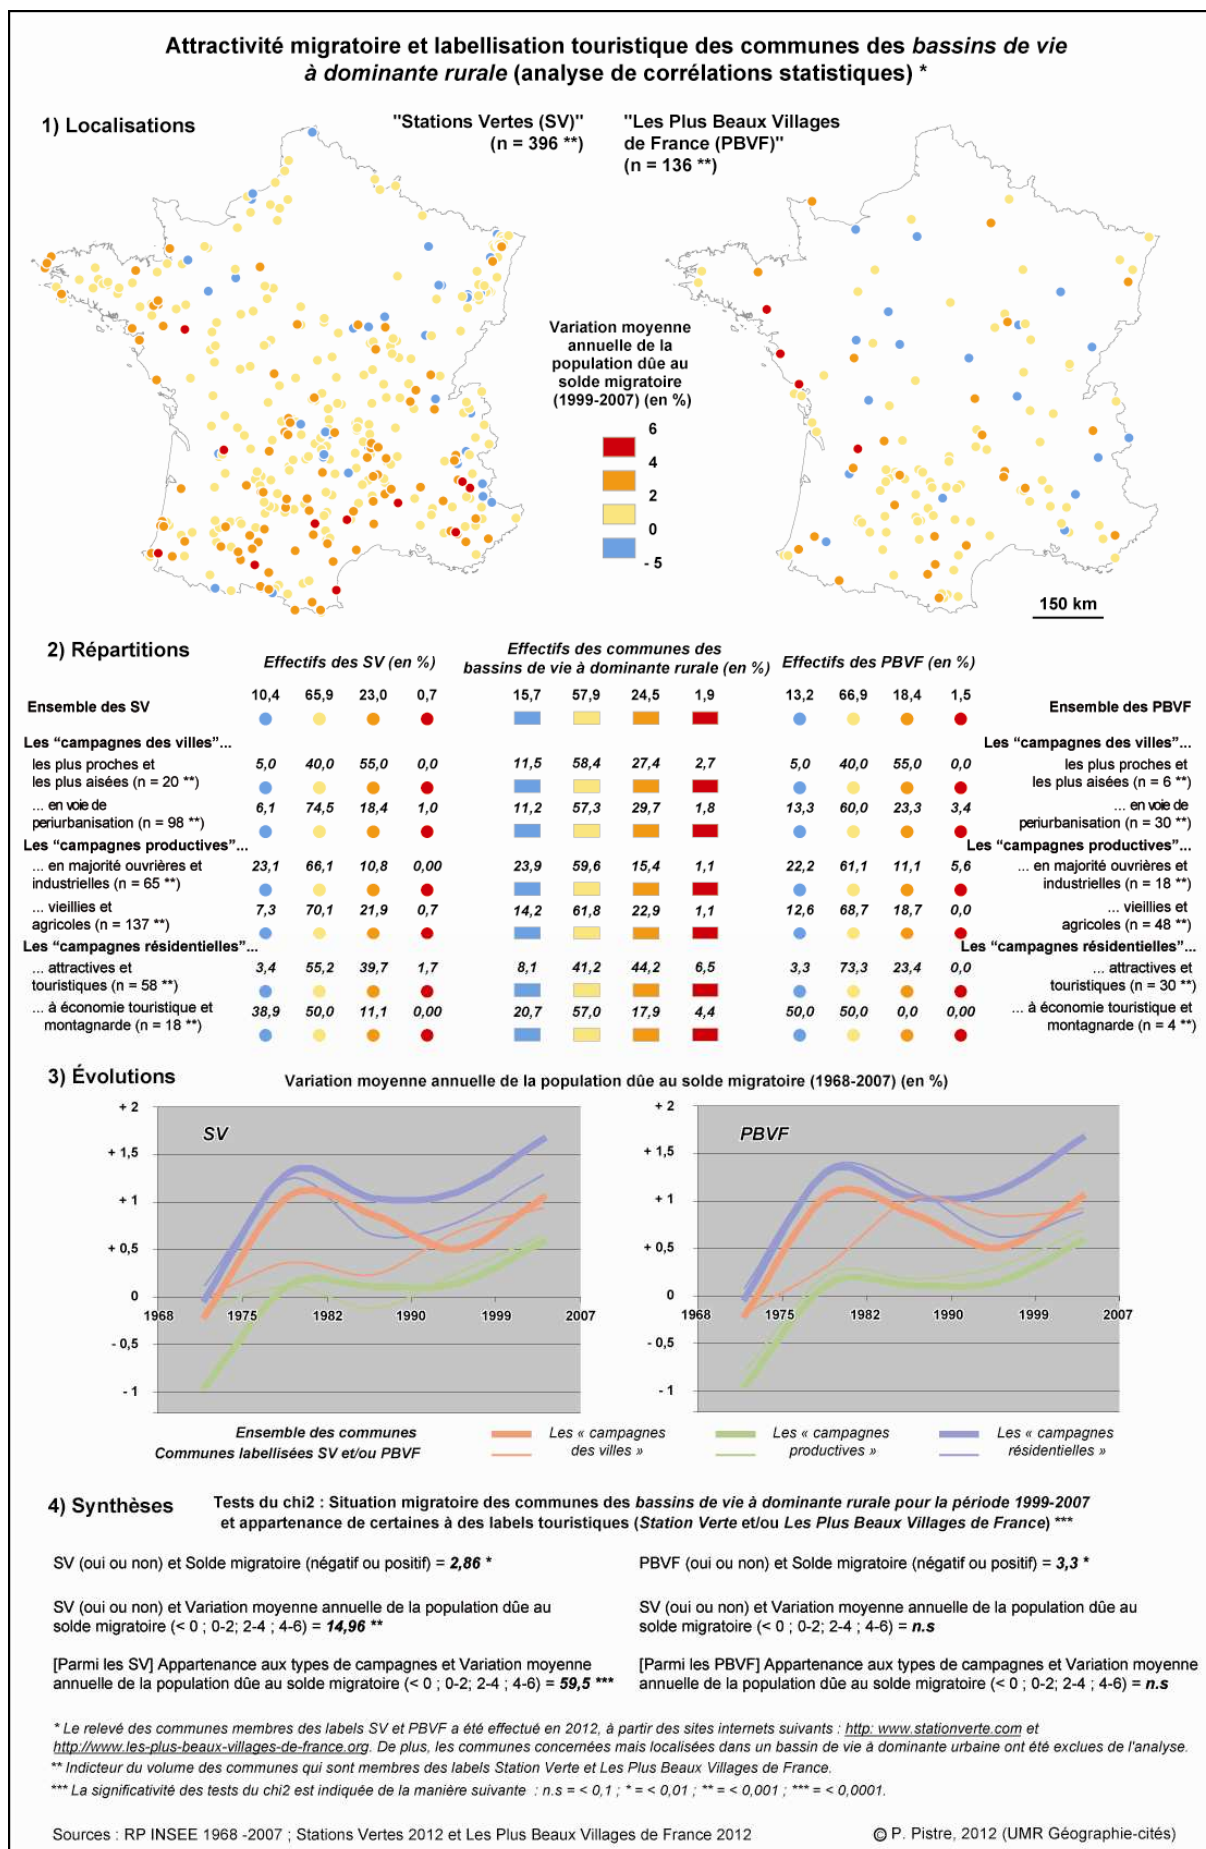 Attractivité migratoire et labellisation touristique des communes des bassins de vie
à dominante rurale (analyse de corrélations statistiques) *
1) Localisations
"Stations Vertes (SV)"
(n = 396 **)
"Les Plus Beaux Villages
de France (PBVF)"
(n = 136 **)
Variation moyenne
annuelle de la
population dûe au
solde migratoire
(1999-2007) (en %)
6
4
2
0
- 5
150 km
2) Répartitions
Effectifs des SV (en %)
Effectifs des communes des
bassins de vie à dominante rurale (en %)
Effectifs des PBVF (en %)
Ensemble des SV
10,4 65,9 23,0 0,7
15,7 57,9 24,5 1,9
13,2 66,9 18,4 1,5
Ensemble des PBVF
Les “campagnes des villes”...
Les “campagnes des villes”...
les plus proches et
les plus aisées (n = 20 **)
5,0 40,0 55,0 0,0
11,5 58,4 27,4 2,7
5,0 40,0 55,0 0,0
les plus proches et
les plus aisées (n = 6 **)
... en voie de
periurbanisation (n = 98 **)
6,1 74,5 18,4 1,0
11,2 57,3 29,7 1,8
13,3 60,0 23,3 3,4
... en voie de
periurbanisation (n = 30 **)
Les “campagnes productives”...
Les “campagnes productives”...
... en majorité ouvrières et
industrielles (n = 65 **)
23,1 66,1 10,8 0,00
23,9 59,6 15,4 1,1
22,2 61,1 11,1 5,6
... en majorité ouvrières et
industrielles (n = 18 **)
... vieillies et
agricoles (n = 137 **)
7,3 70,1 21,9 0,7
14,2 61,8 22,9 1,1
12,6 68,7 18,7 0,0
... vieillies et
agricoles (n = 48 **)
Les “campagnes résidentielles”...
Les “campagnes résidentielles”...
... attractives et
touristiques (n = 58 **)
3,4 55,2 39,7 1,7
8,1 41,2 44,2 6,5
3,3 73,3 23,4 0,0
... attractives et
touristiques (n = 30 **)
... à économie touristique et
montagnarde (n = 18 **)
38,9 50,0 11,1 0,00
20,7 57,0 17,9 4,4
50,0 50,0 0,0 0,00
... à économie touristique et
montagnarde (n = 4 **)
3) Évolutions
Variation moyenne annuelle de la population dûe au solde migratoire (1968-2007) (en %)
SV
+ 2
+ 1,5
+ 1
+ 0,5
0
- 0,5
- 1
1968 1975 1982 1990 1999 2007
PBVF
+ 2
+ 1,5
+ 1
+ 0,5
0
- 0,5
- 1
1968 1975 1982 1990 1999 2007
Ensemble des communes
Communes labellisées SV et/ou PBVF
Les « campagnes
des villes »
Les « campagnes
productives »
Les « campagnes
résidentielles »
4) Synthèses
Tests du chi2 : Situation migratoire des communes des bassins de vie à dominante rurale pour la période 1999-2007
et appartenance de certaines à des labels touristiques (Station Verte et/ou Les Plus Beaux Villages de France) ***
SV (oui ou non) et Solde migratoire (négatif ou positif) = 2,86 *
PBVF (oui ou non) et Solde migratoire (négatif ou positif) = 3,3 *
SV (oui ou non) et Variation moyenne annuelle de la population dûe au
solde migratoire (< 0 ; 0-2; 2-4 ; 4-6) = 14,96 **
SV (oui ou non) et Variation moyenne annuelle de la population dûe au
solde migratoire (< 0 ; 0-2; 2-4 ; 4-6) = n.s
[Parmi les SV] Appartenance aux types de campagnes et Variation moyenne
annuelle de la population dûe au solde migratoire (< 0 ; 0-2; 2-4 ; 4-6) = 59,5 ***
[Parmi les PBVF] Appartenance aux types de campagnes et Variation moyenne
annuelle de la population dûe au solde migratoire (< 0 ; 0-2; 2-4 ; 4-6) = n.s
* Le relevé des communes membres des labels SV et PBVF a été effectué en 2012, à partir des sites internets suivants : http: www.stationverte.com et
http://www.les-plus-beaux-villages-de-france.org. De plus, les communes concernées mais localisées dans un bassin de vie à dominante urbaine ont été exclues de l'analyse.
** Indicteur du volume des communes qui sont membres des labels Station Verte et Les Plus Beaux Villages de France.
*** La significativité des tests du chi2 est indiquée de la manière suivante : n.s = < 0,1 ; * = < 0,01 ; ** = < 0,001 ; *** = < 0,0001.
Sources : RP INSEE 1968 -2007 ; Stations Vertes 2012 et Les Plus Beaux Villages de France 2012
© P. Pistre, 2012 (UMR Géographie-cités)